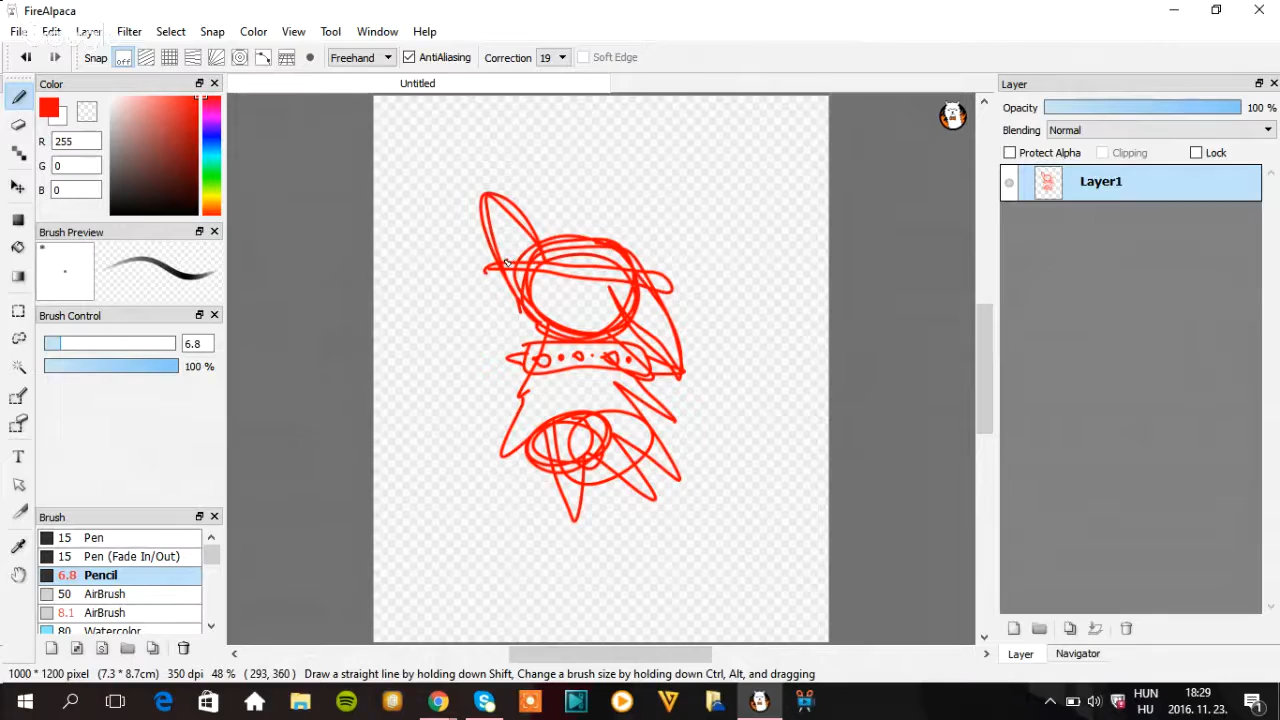 FireAlpaca
File Edit Layer Filter Select Snap Color View Tool Help
Snap off Freehand AntiAliasing Correction 19 Soft Edge
Color
Untitled
Layer
R 255
G 0
B 0
Opacity 100 %
Blending Normal
Protect Alpha Clipping Lock
Layer1
Brush Preview
Brush Control
6.8
100 %
Brush
15 Pen
15 Pen (Fade In/Out)
6.8 Pencil
50 AirBrush
8.1 AirBrush
80 Watercolor
Layer Navigator
1000 * 1200 pixel (7.3 * 8.7cm) 350 dpi 48 % ( 293, 360 ) Draw a straight line by holding down Shift, Change a brush size by holding down Ctrl, Alt, and dragging
HUN 18:29
HU 2016. 11. 23.